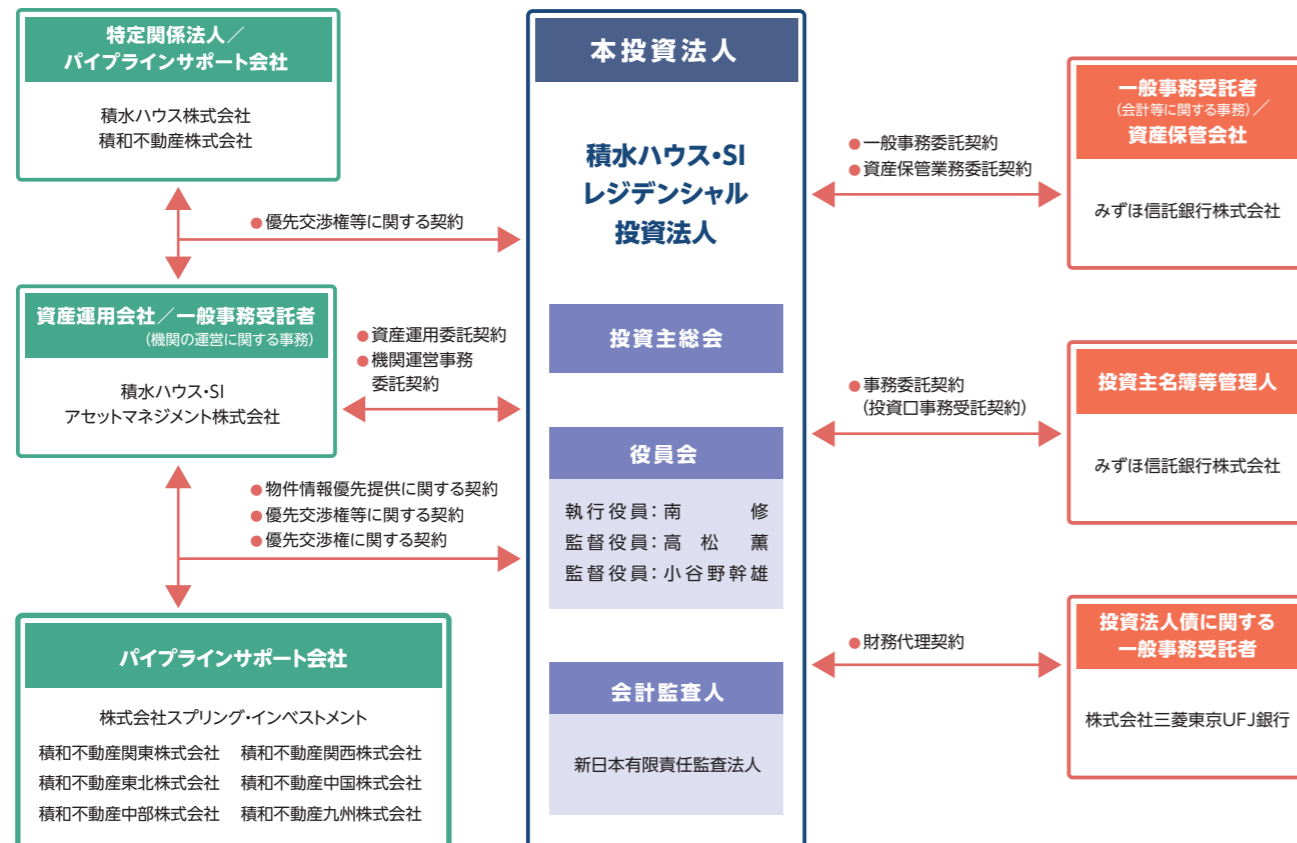 特定関係法人／
パイプラインサポート会社
積水ハウス株式会社
積和不動産株式会社
●優先交渉権等に関する契約
資産運用会社／一般事務受託者
(機関の運営に関する事務)
積水ハウス・SI
アセットマネジメント株式会社
●資産運用委託契約
●機関運営事務
委託契約
●物件情報優先提供に関する契約
●優先交渉権等に関する契約
●優先交渉権に関する契約
パイプラインサポート会社
株式会社スプリング・インベストメント
積和不動産関東株式会社 積和不動産関西株式会社
積和不動産東北株式会社 積和不動産中国株式会社
積和不動産中部株式会社 積和不動産九州株式会社
本投資法人
積水ハウス・SI
レジデンシャル
投資法人
投資主総会
役員会
執行役員：南 修
監督役員：高松 薫
監督役員：小谷野幹雄
会計監査人
新日本有限責任監査法人
●一般事務委託契約
●資産保管業務委託契約
一般事務受託者
(会計等に関する事務)／
資産保管会社
みずほ信託銀行株式会社
●事務委託契約
(投資口事務受託契約)
投資主名簿等管理人
みずほ信託銀行株式会社
●財務代理契約
投資法人債に関する
一般事務受託者
株式会社三菱東京UFJ銀行